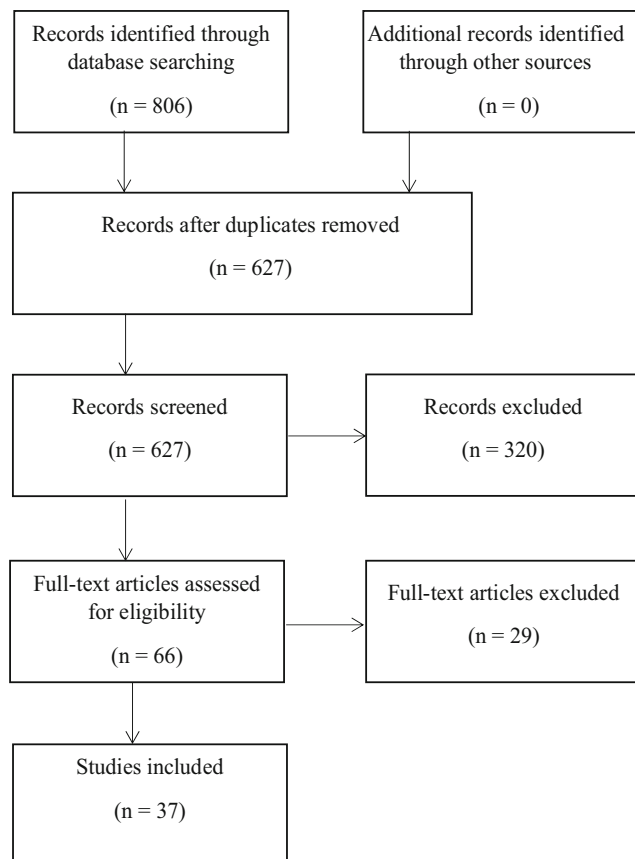 Records identified through
database searching
(n = 806)
Additional records identified
through other sources
(n = 0)
Records after duplicates removed
(n = 627)
Records screened
(n = 627)
Records excluded
(n = 320)
Full-text articles assessed
for eligibility
(n = 66)
Full-text articles excluded
(n = 29)
Studies included
(n = 37)